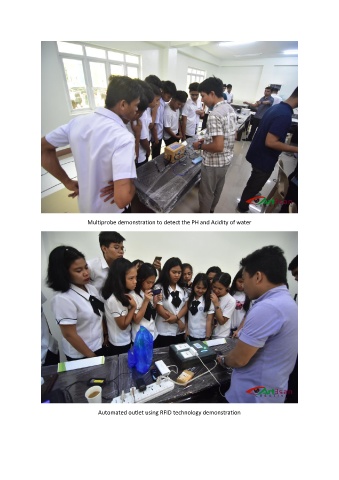 Multiprobe demonstration to detect the PH and Acidity of water
Automated outlet using RFID technology demonstration